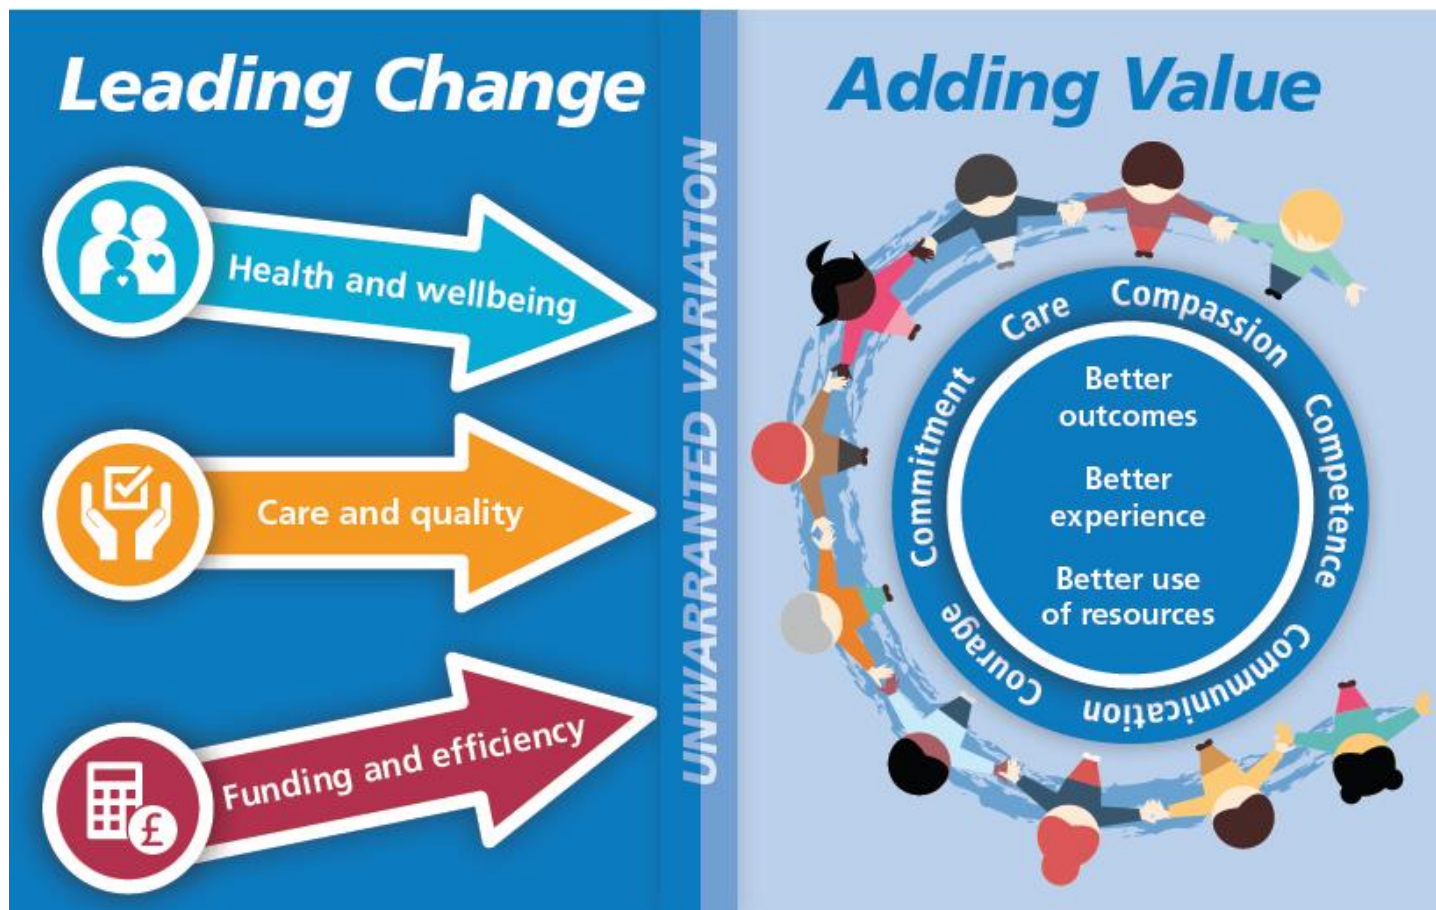 Leading Change
Health and wellbeing
Care and quality
Funding and efficiency
£
UNWARRANTED VARIATION
Adding Value
Care
Compassion
Competence
Communication
Courage
Commitment
Better
outcomes
Better
experience
Better use
of resources